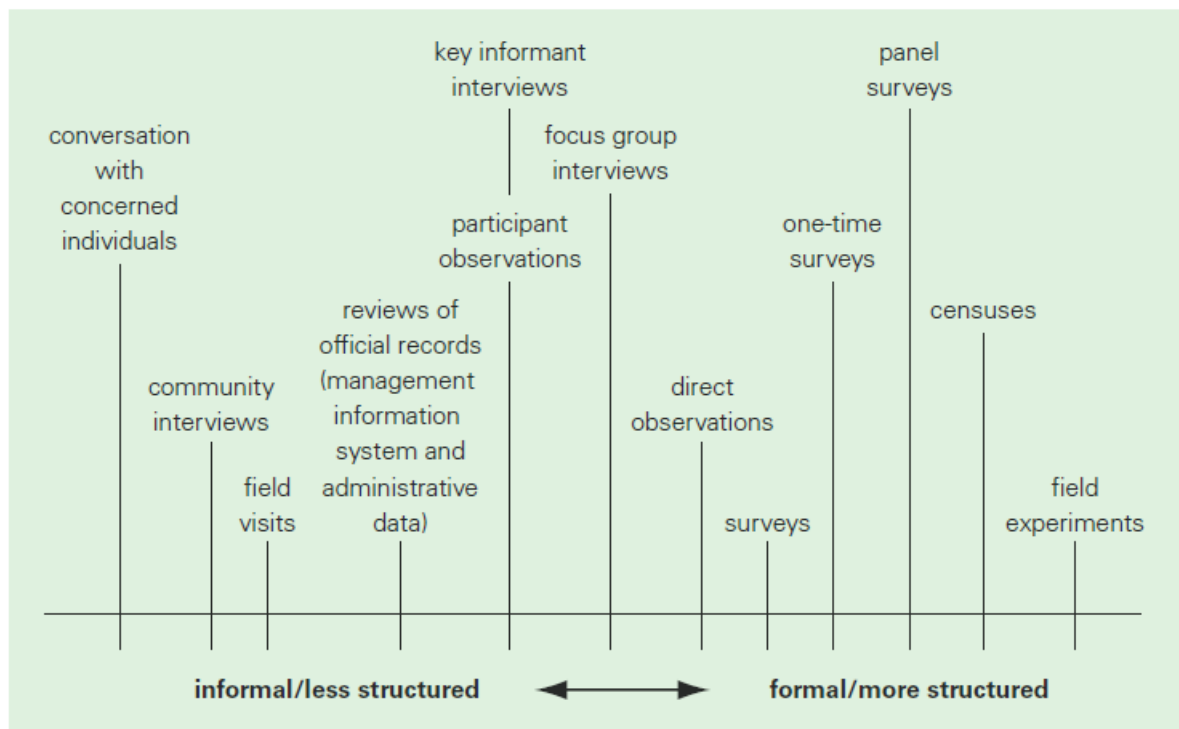 conversation
with
concerned
individuals
community
interviews
field
visits
reviews of
official records
(management
information
system and
administrative
data)
key informant
interviews
participant
observations
focus group
interviews
direct
observations
surveys
one-time
surveys
panel
surveys
censuses
field
experiments
informal/less structured
formal/more structured